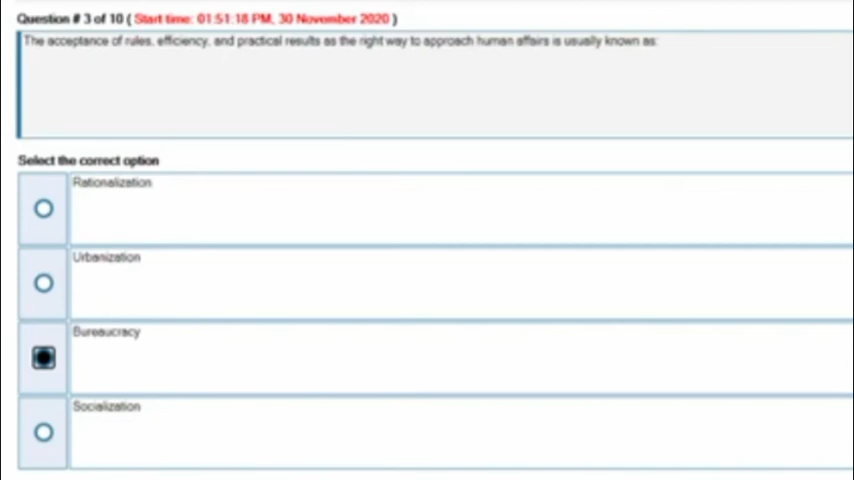 Question # 3 of 10 ( Start time: 01:51:18 PM, 30 November 2020 )
The acceptance of rules, efficiency, and practical results as the right way to approach human affairs is usually known as:
Select the correct option
Rationalization
Urbanization
Bureaucracy
Socialization